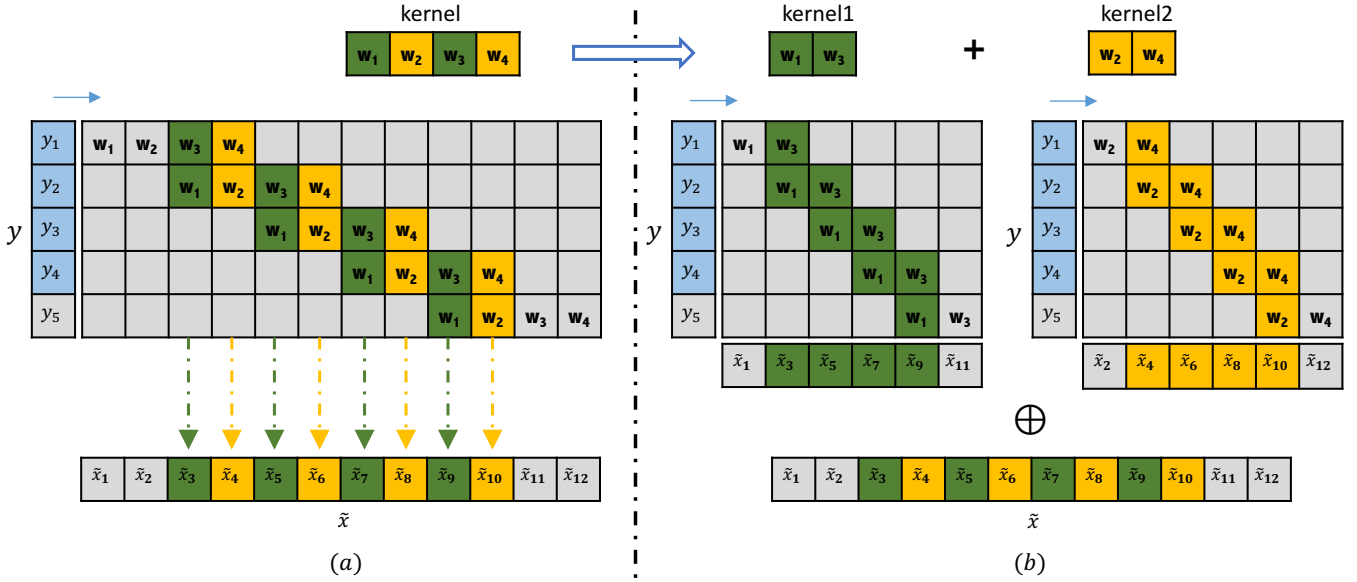 kernel
w₁ w₂ w₃ w₄
y₁ w₁ w₂ w₃ w₄
y₂ w₁ w₂ w₃ w₄
y₃ w₁ w₂ w₃ w₄
y
y₄ w₁ w₂ w₃ w₄
y₅ w₁ w₂ w₃ w₄
x̃₁ x̃₂ x̃₃ x̃₄ x̃₅ x̃₆ x̃₇ x̃₈ x̃₉ x̃₁₀ x̃₁₁ x̃₁₂
x̃
(a)
kernel1
w₁ w₃
+
kernel2
w₂ w₄
y₁ w₁ w₃
y₂ w₁ w₃
y₃ w₁ w₃
y
y₄ w₁ w₃
y₅ w₁ w₃
x̃₁ x̃₃ x̃₅ x̃₇ x̃₉ x̃₁₁
y₁ w₂ w₄
y₂ w₂ w₄
y₃ w₂ w₄
y
y₄ w₂ w₄
y₅ w₂ w₄
x̃₂ x̃₄ x̃₆ x̃₈ x̃₁₀ x̃₁₂
⊕
x̃₁ x̃₂ x̃₃ x̃₄ x̃₅ x̃₆ x̃₇ x̃₈ x̃₉ x̃₁₀ x̃₁₁ x̃₁₂
x̃
(b)